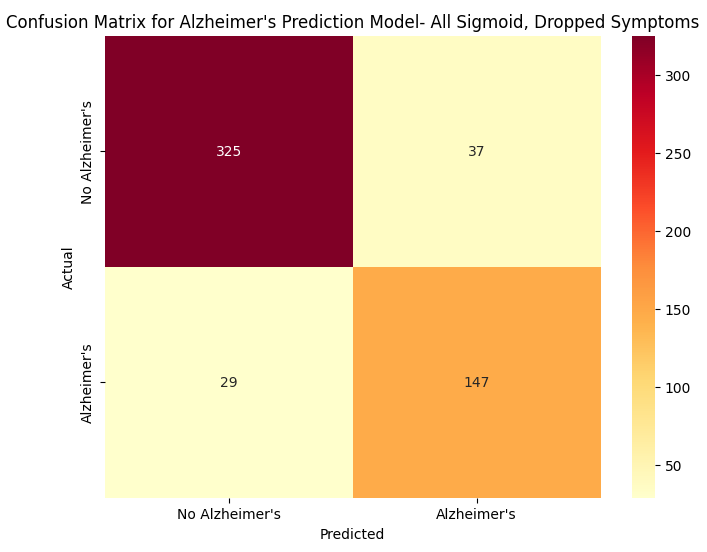 Confusion Matrix for Alzheimer's Prediction Model- All Sigmoid, Dropped Symptoms
No Alzheimer's
Alzheimer's
Actual
325
37
29
147
No Alzheimer's
Alzheimer's
Predicted
300
250
200
150
100
50